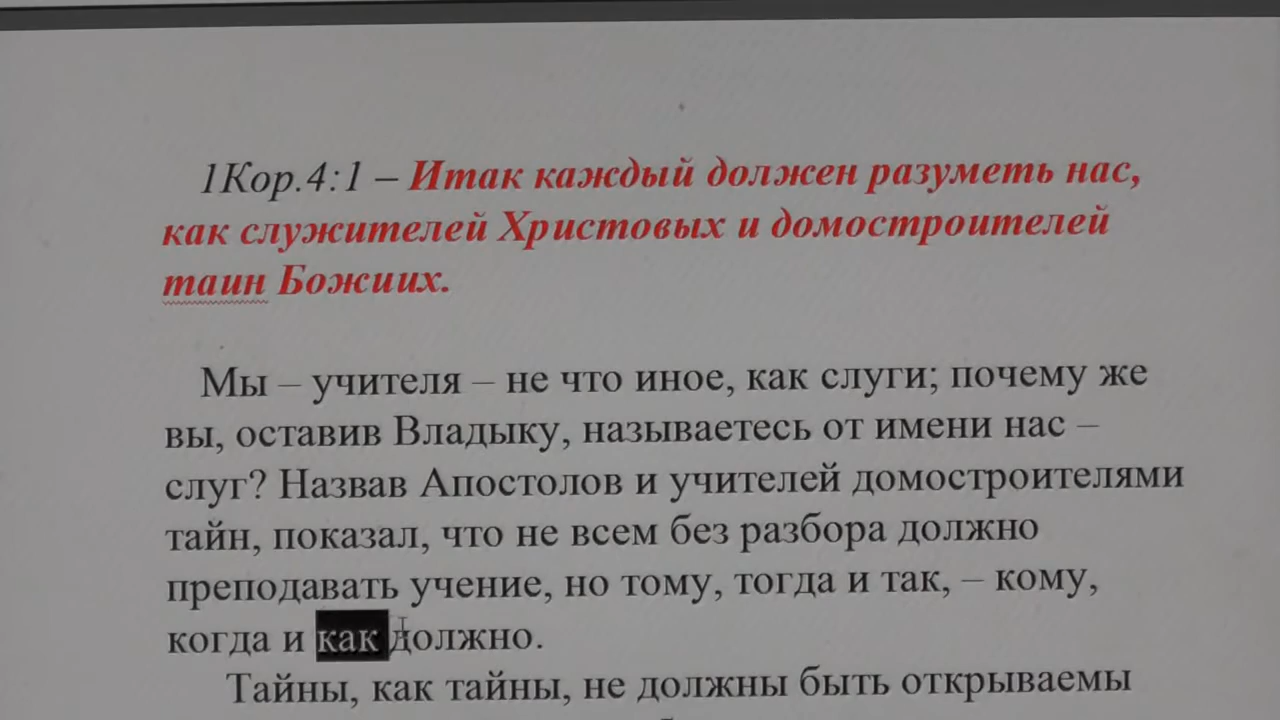 1Кор.4:1 – Итак каждый должен разуметь нас,
как служителей Христовых и домостроителей
таин Божиих.
Мы – учителя – не что иное, как слуги; почему же
вы, оставив Владыку, называетесь от имени нас –
слуг? Назвав Апостолов и учителей домостроителями
тайн, показал, что не всем без разбора должно
преподавать учение, но тому, тогда и так, – кому,
когда и как должно.
Тайны, как тайны, не должны быть открываемы